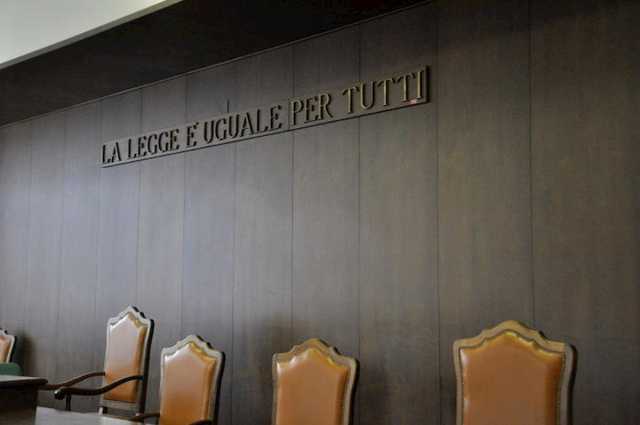 LA LEGGE E' UGUALE PER TUTTI